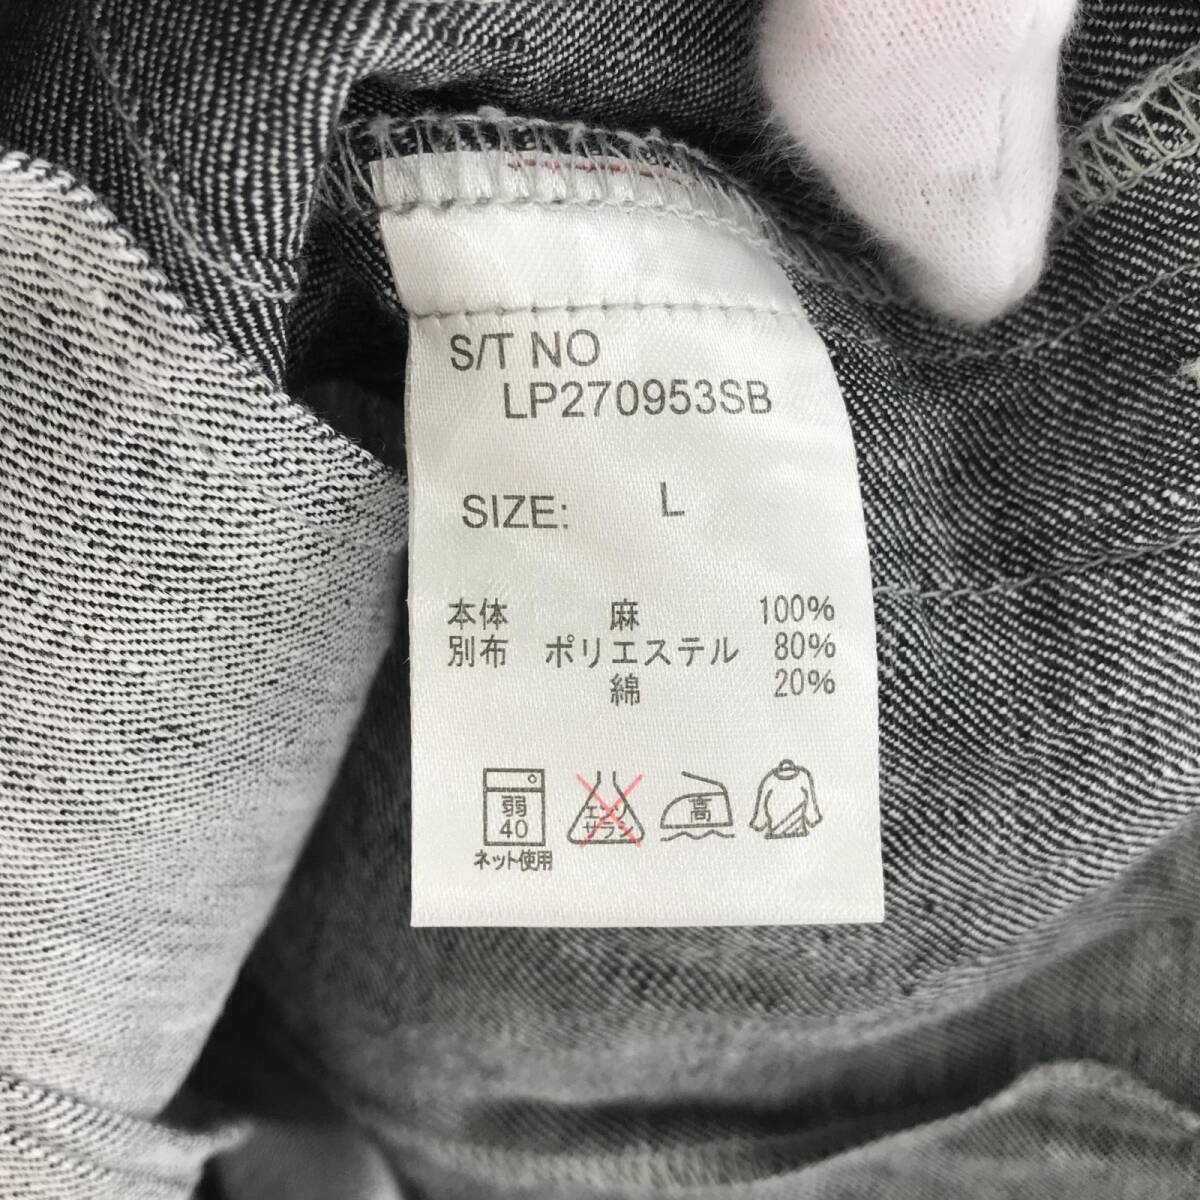 S/T NO
LP270953SB
SIZE: L
本体 麻 100%
別布 ポリエステル 80%
綿 20%
弱
40
エンソ
サラシ
高
ネット使用